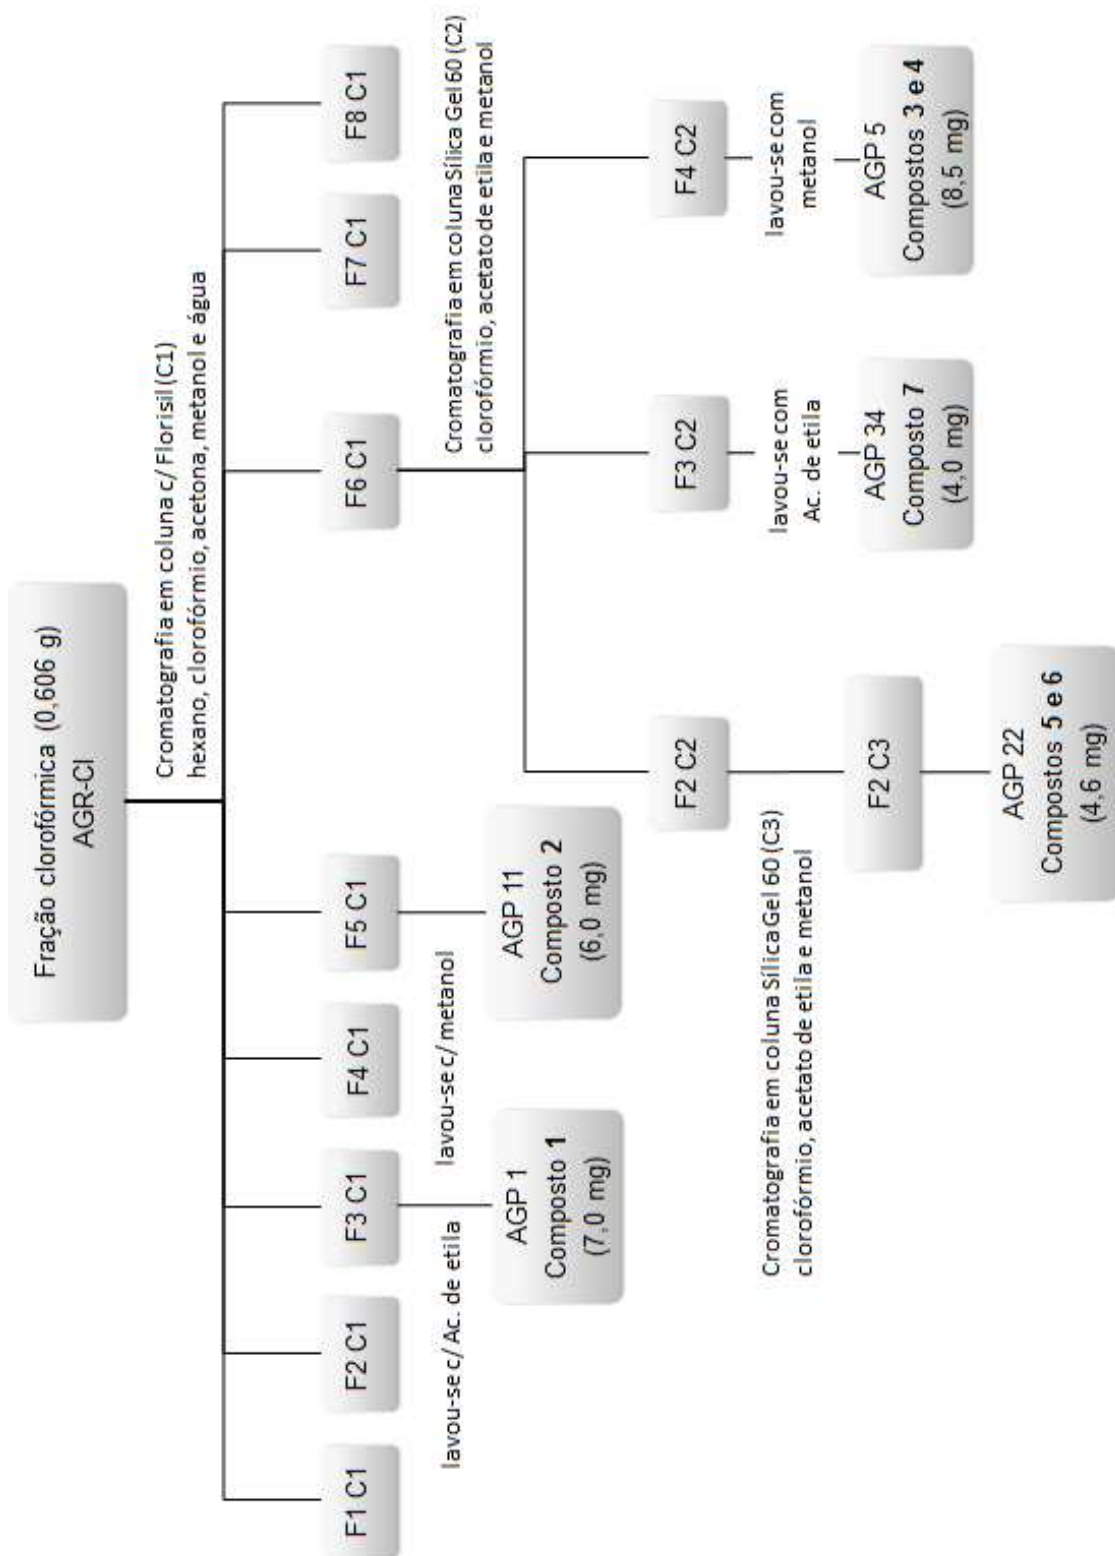 Fração clorofórmica (0,606 g)
AGR-Cl
Cromatografia em coluna c/ Florisil (C1)
hexano, clorofórmio, acetona, metanol e água
F1 C1
F2 C1
F3 C1
F4 C1
F5 C1
F6 C1
F7 C1
F8 C1
lavou-se c/ Ac. de etila
lavou-se c/ metanol
Cromatografia em coluna Sílica Gel 60 (C2)
clorofórmio, acetato de etila e metanol
AGP 1
Composto 1
(7,0 mg)
AGP 11
Composto 2
(6,0 mg)
F2 C2
F3 C2
F4 C2
Cromatografia em coluna Sílica Gel 60 (C3)
clorofórmio, acetato de etila e metanol
lavou-se com
Ac. de etila
lavou-se com
metanol
F2 C3
AGP 34
Composto 7
(4,0 mg)
AGP 5
Compostos 3 e 4
(8,5 mg)
AGP 22
Compostos 5 e 6
(4,6 mg)